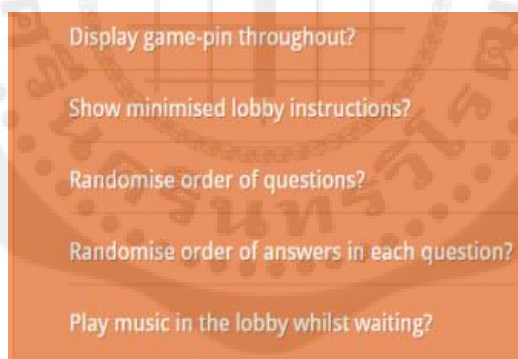 Display game-pin throughout?
Show minimised lobby instructions?
Randomise order of questions?
Randomise order of answers in each question?
Play music in the lobby whilst waiting?